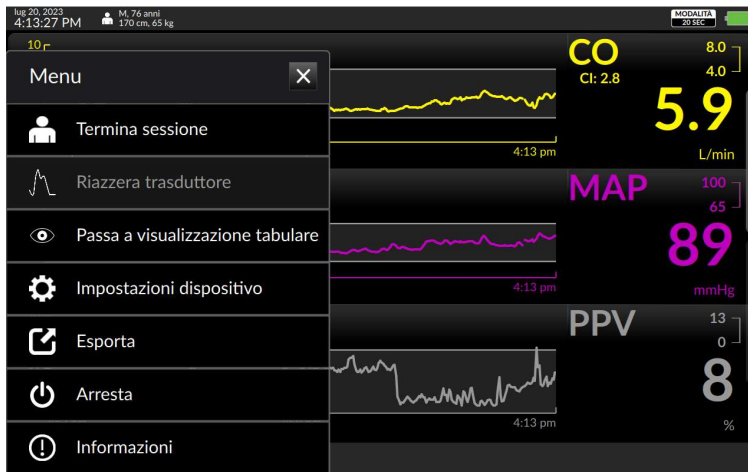 lug 20, 2023
4:13:27 PM
M, 76 anni
170 cm, 65 kg
MODALITÀ
20 SEC
10
Menu
Termina sessione
Riazzera trasduttore
Passa a visualizzazione tabulare
Impostazioni dispositivo
Esporta
Arresta
Informazioni
4:13 pm
CO
CI: 2.8
8.0
4.0
5.9
L/min
4:13 pm
MAP
100
65
89
mmHg
4:13 pm
PPV
13
0
8
%